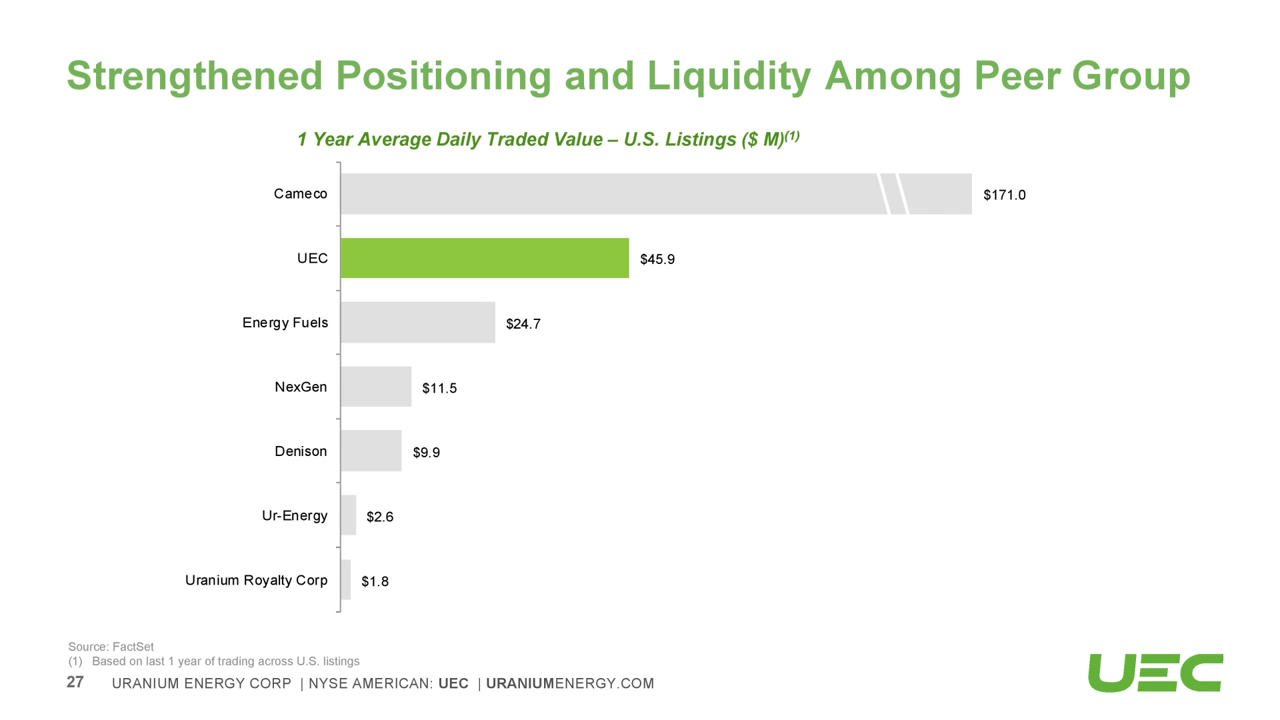 Strengthened Positioning and Liquidity Among Peer Group
1 Year Average Daily Traded Value – U.S. Listings ($ M)(1)
Cameco $171.0
UEC $45.9
Energy Fuels $24.7
NexGen $11.5
Denison $9.9
Ur-Energy $2.6
Uranium Royalty Corp $1.8
Source: FactSet
(1) Based on last 1 year of trading across U.S. listings
27 URANIUM ENERGY CORP | NYSE AMERICAN: UEC | URANIUMENERGY.COM
UEC